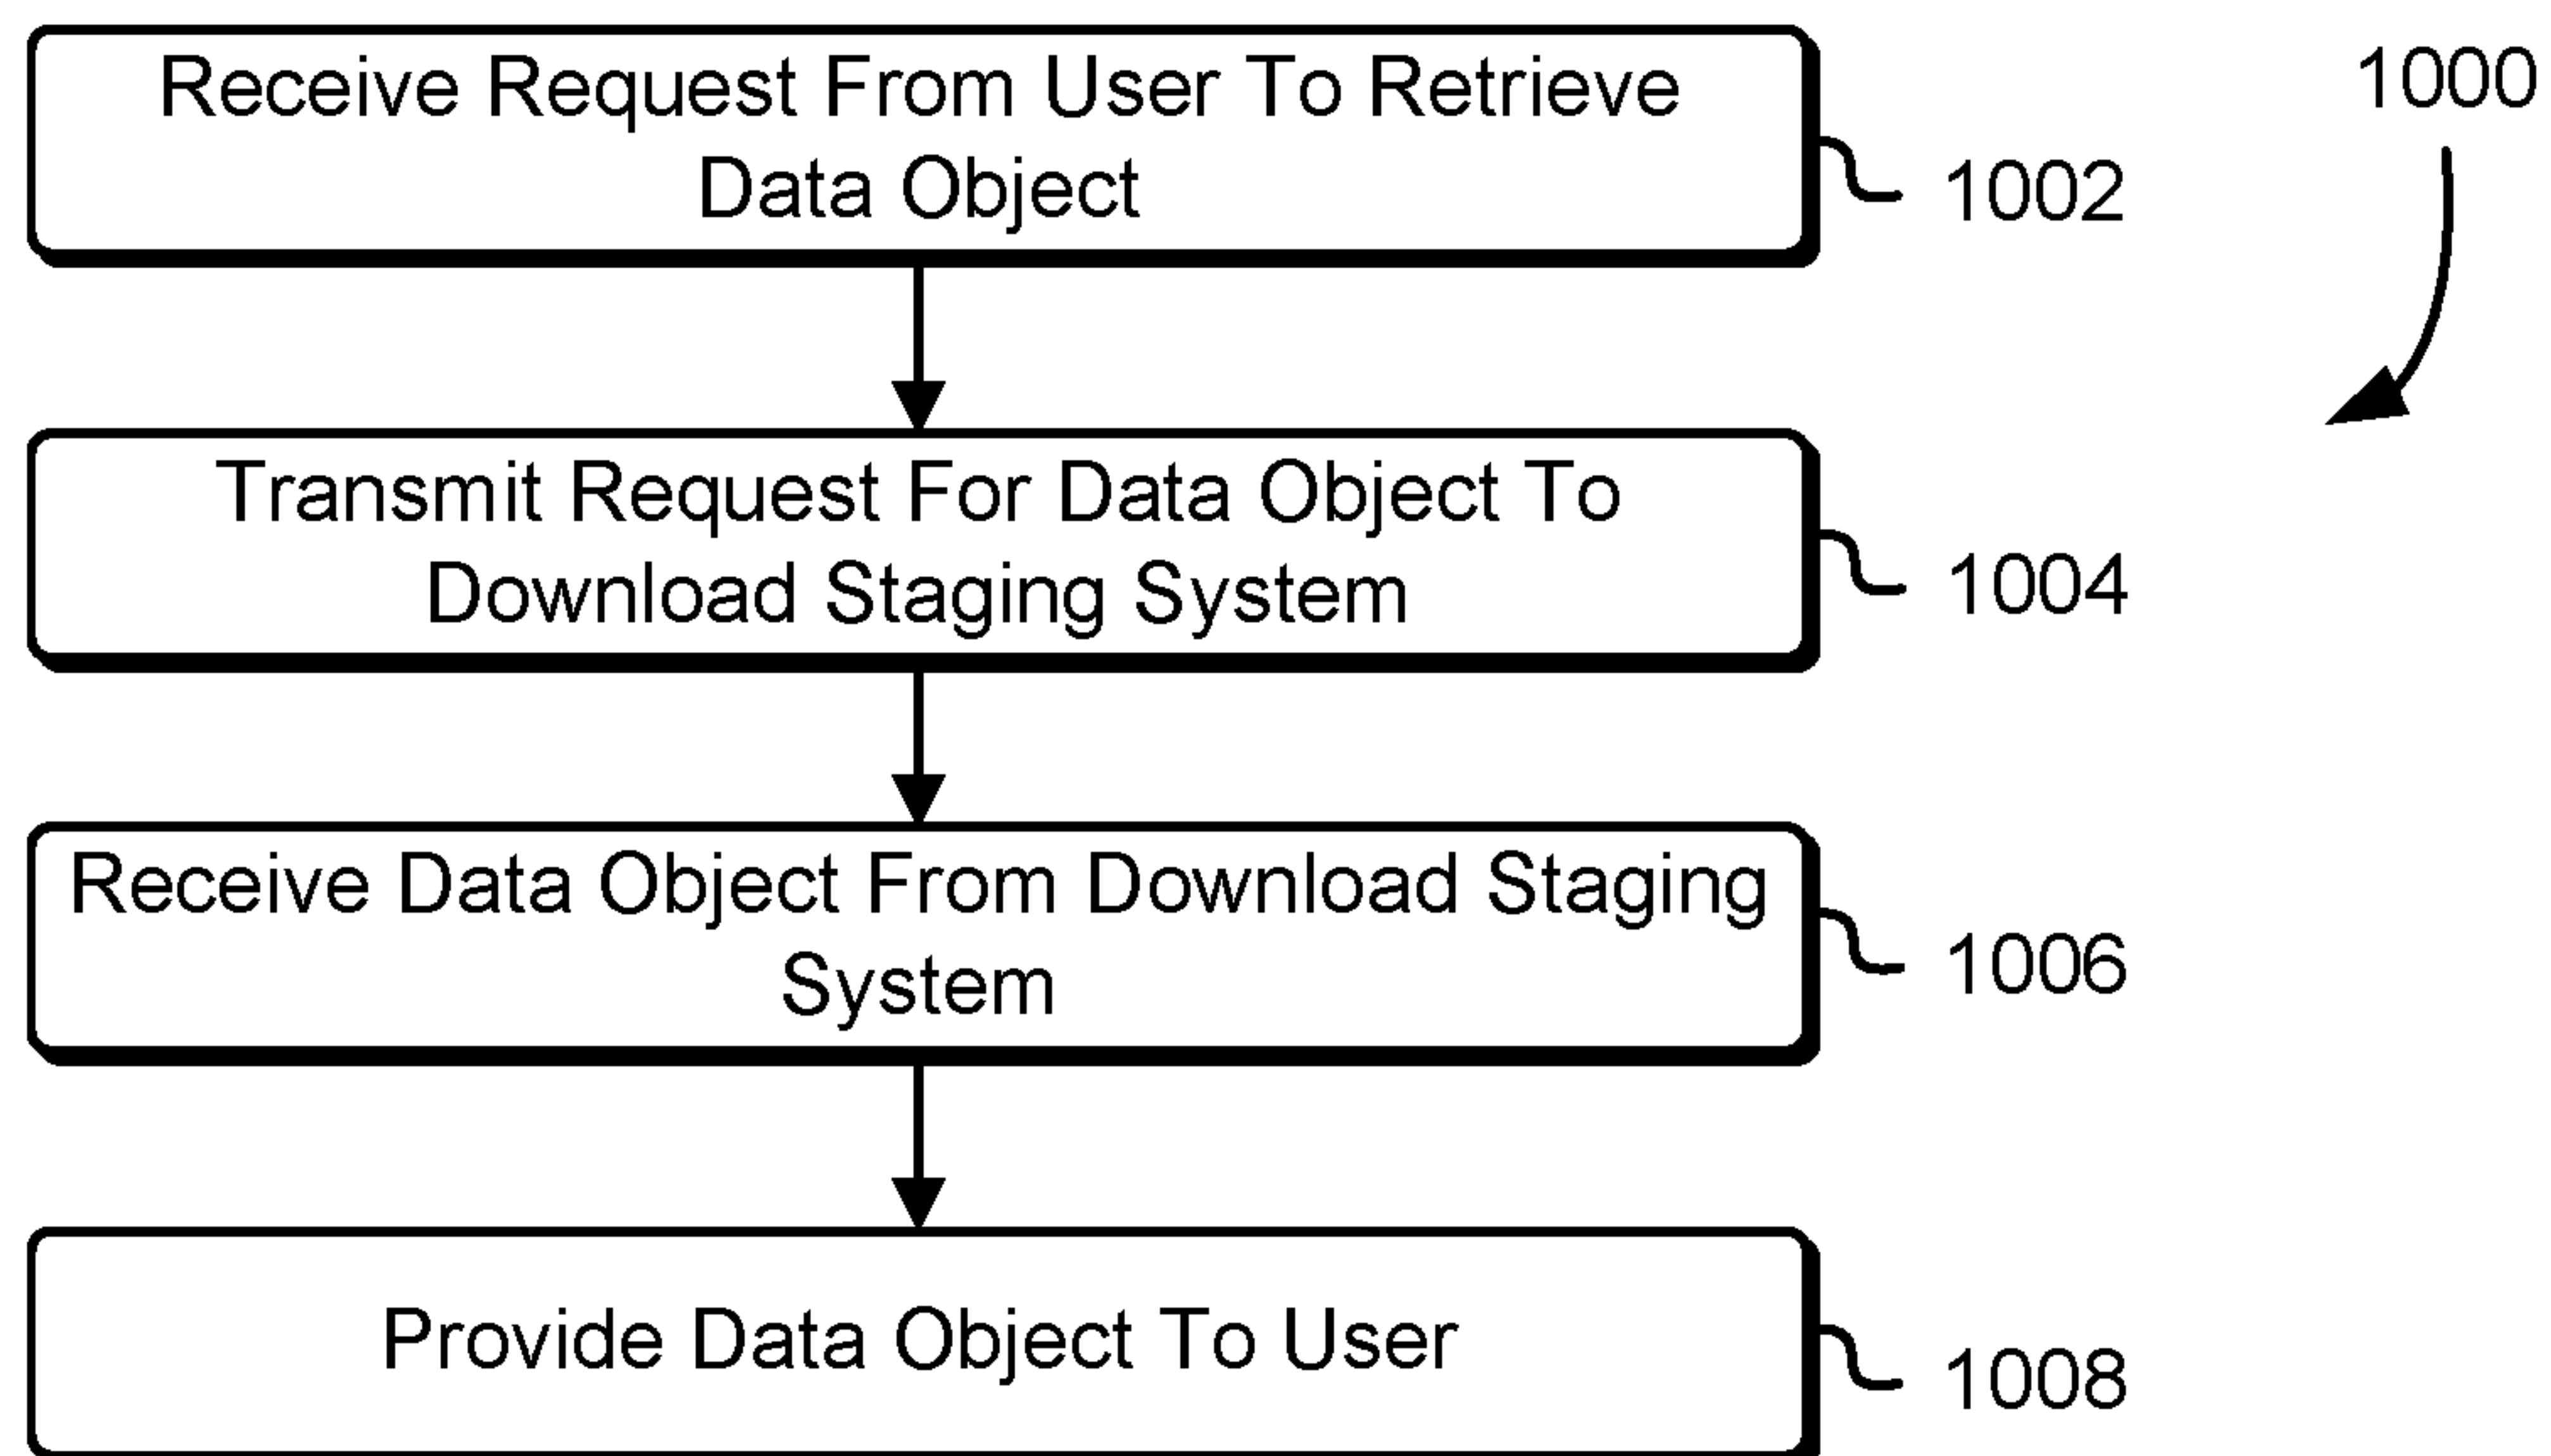 Receive Request From User To Retrieve
Data Object
1000
1002
Transmit Request For Data Object To
Download Staging System
1004
Receive Data Object From Download Staging
System
1006
Provide Data Object To User
1008